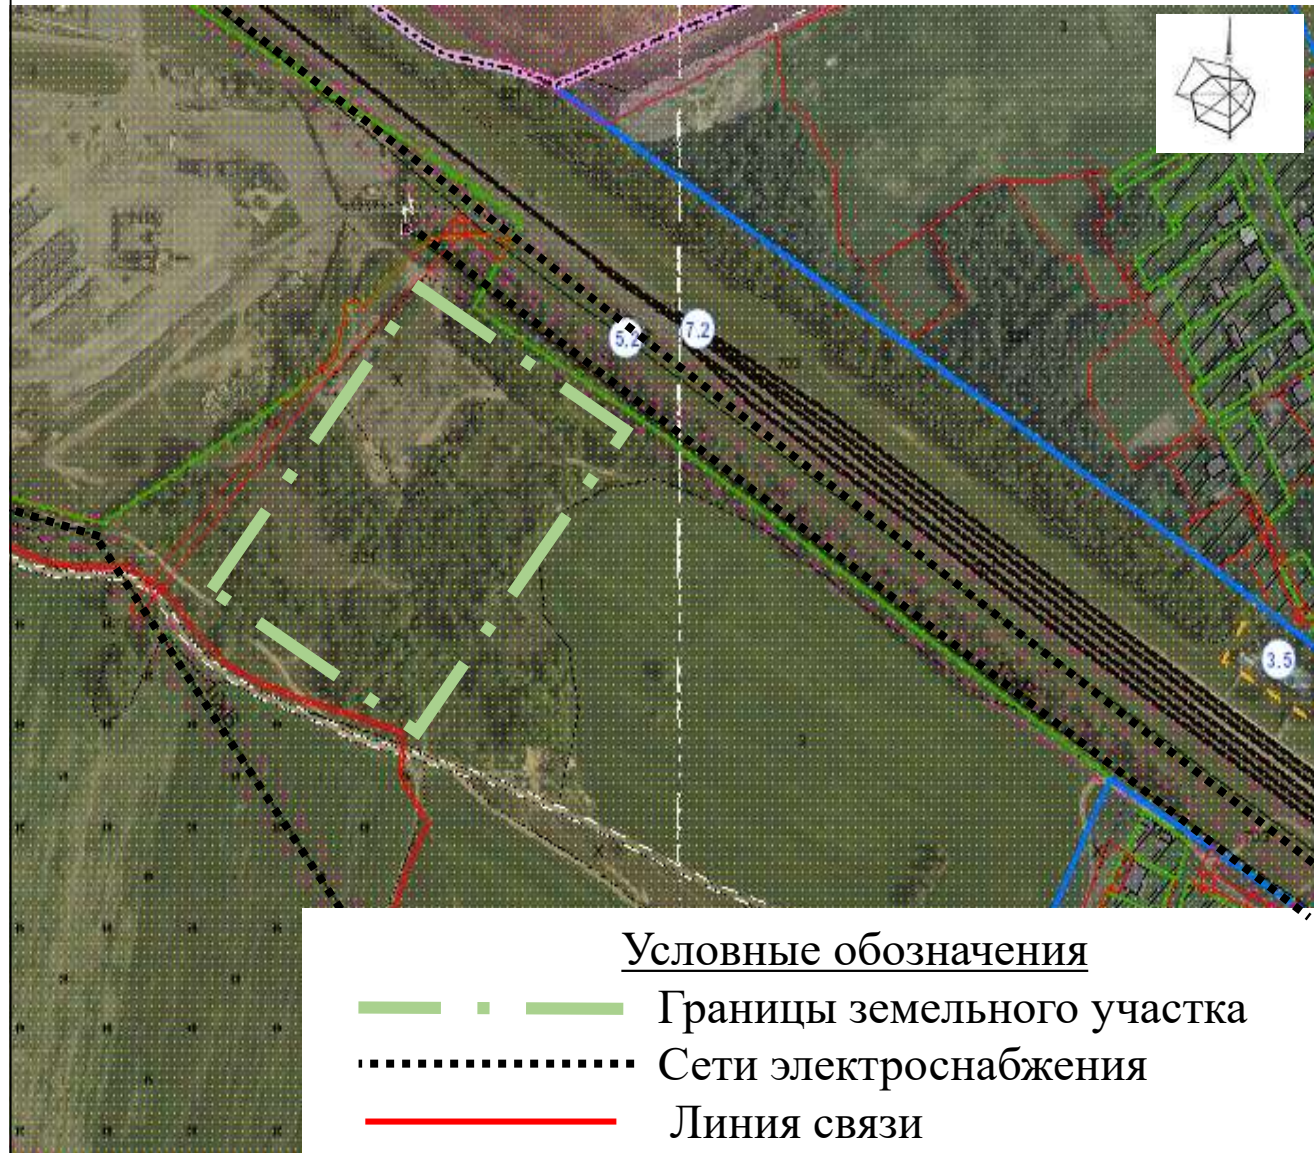 5.2
7.2
3.5
Условные обозначения
Границы земельного участка
Сети электроснабжения
Линия связи